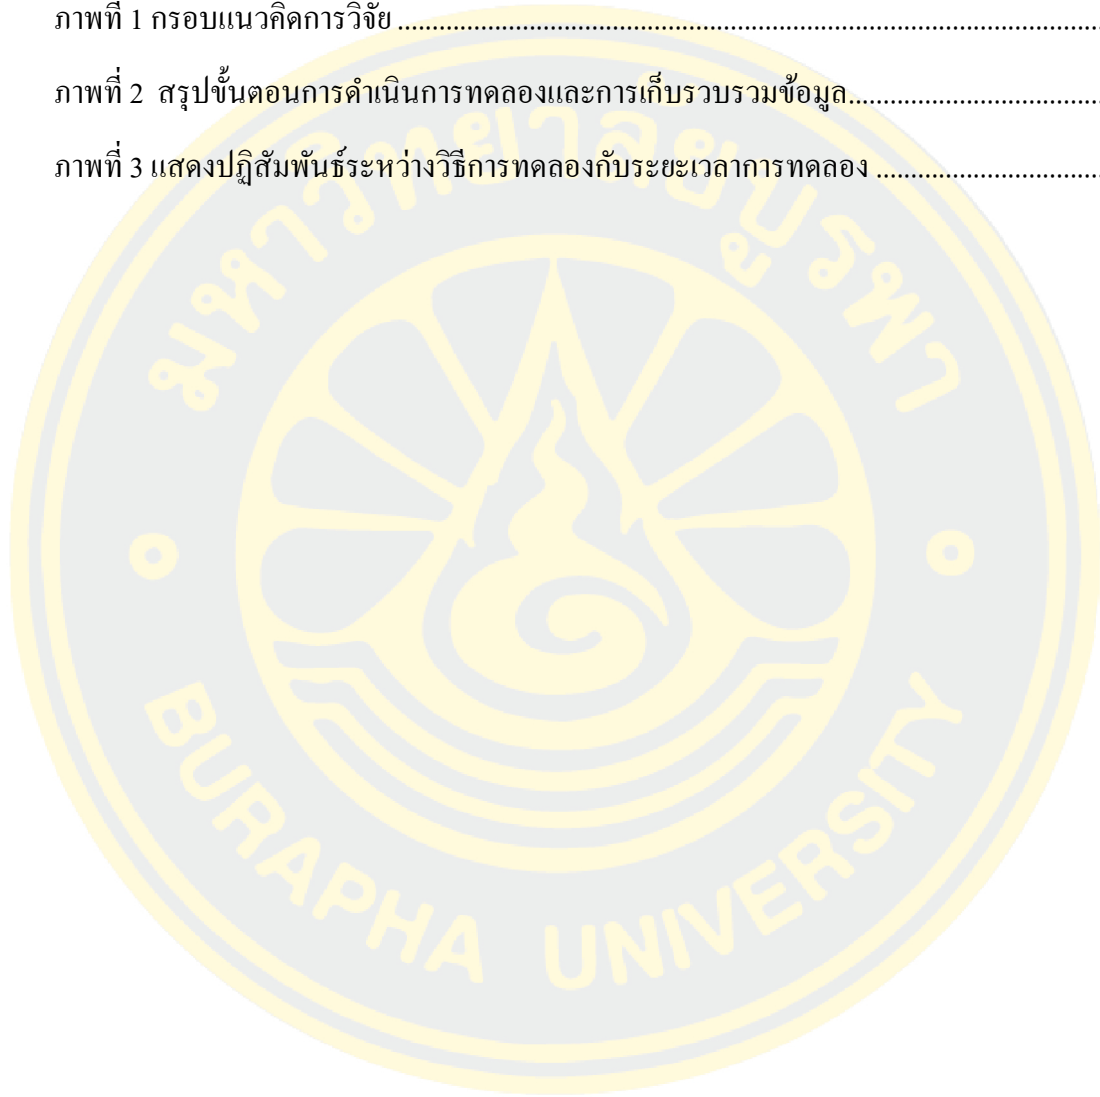 ภาพที่ 1 กรอบแนวคิดการวิจัย ........................................................................................................
ภาพที่ 2  สรุปขั้นตอนการดำเนินการทดลองและการเก็บรวบรวมข้อมูล.....................................
ภาพที่ 3 แสดงปฏิสัมพันธ์ระหว่างวิธีการทดลองกับระยะเวลาการทดลอง .................................
มหาวิทยาลัยบูรพา
BURAPHA UNIVERSITY